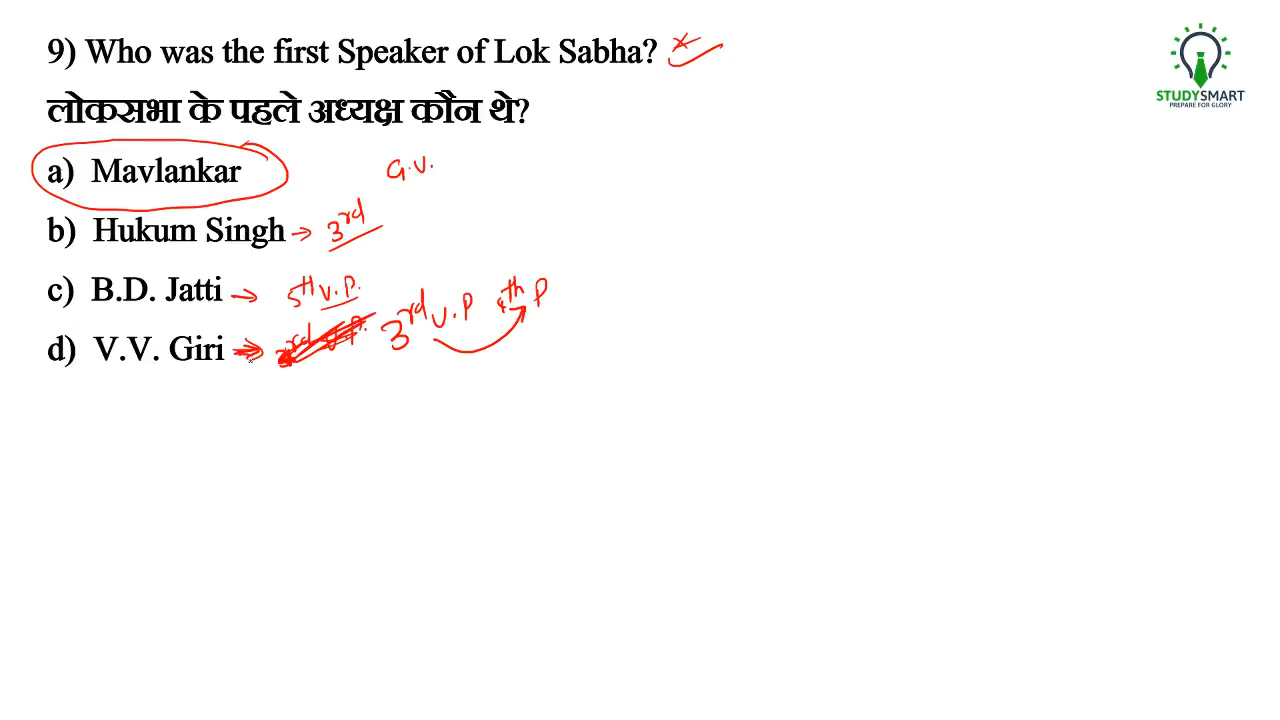 9) Who was the first Speaker of Lok Sabha?
लोकसभा के पहले अध्यक्ष कौन थे?
a) Mavlankar G.V.
b) Hukum Singh → 3rd
c) B.D. Jatti → 5th V.P.
d) V.V. Giri → 3rd V.P 4th P
STUDYSMART
PREPARE FOR GLORY